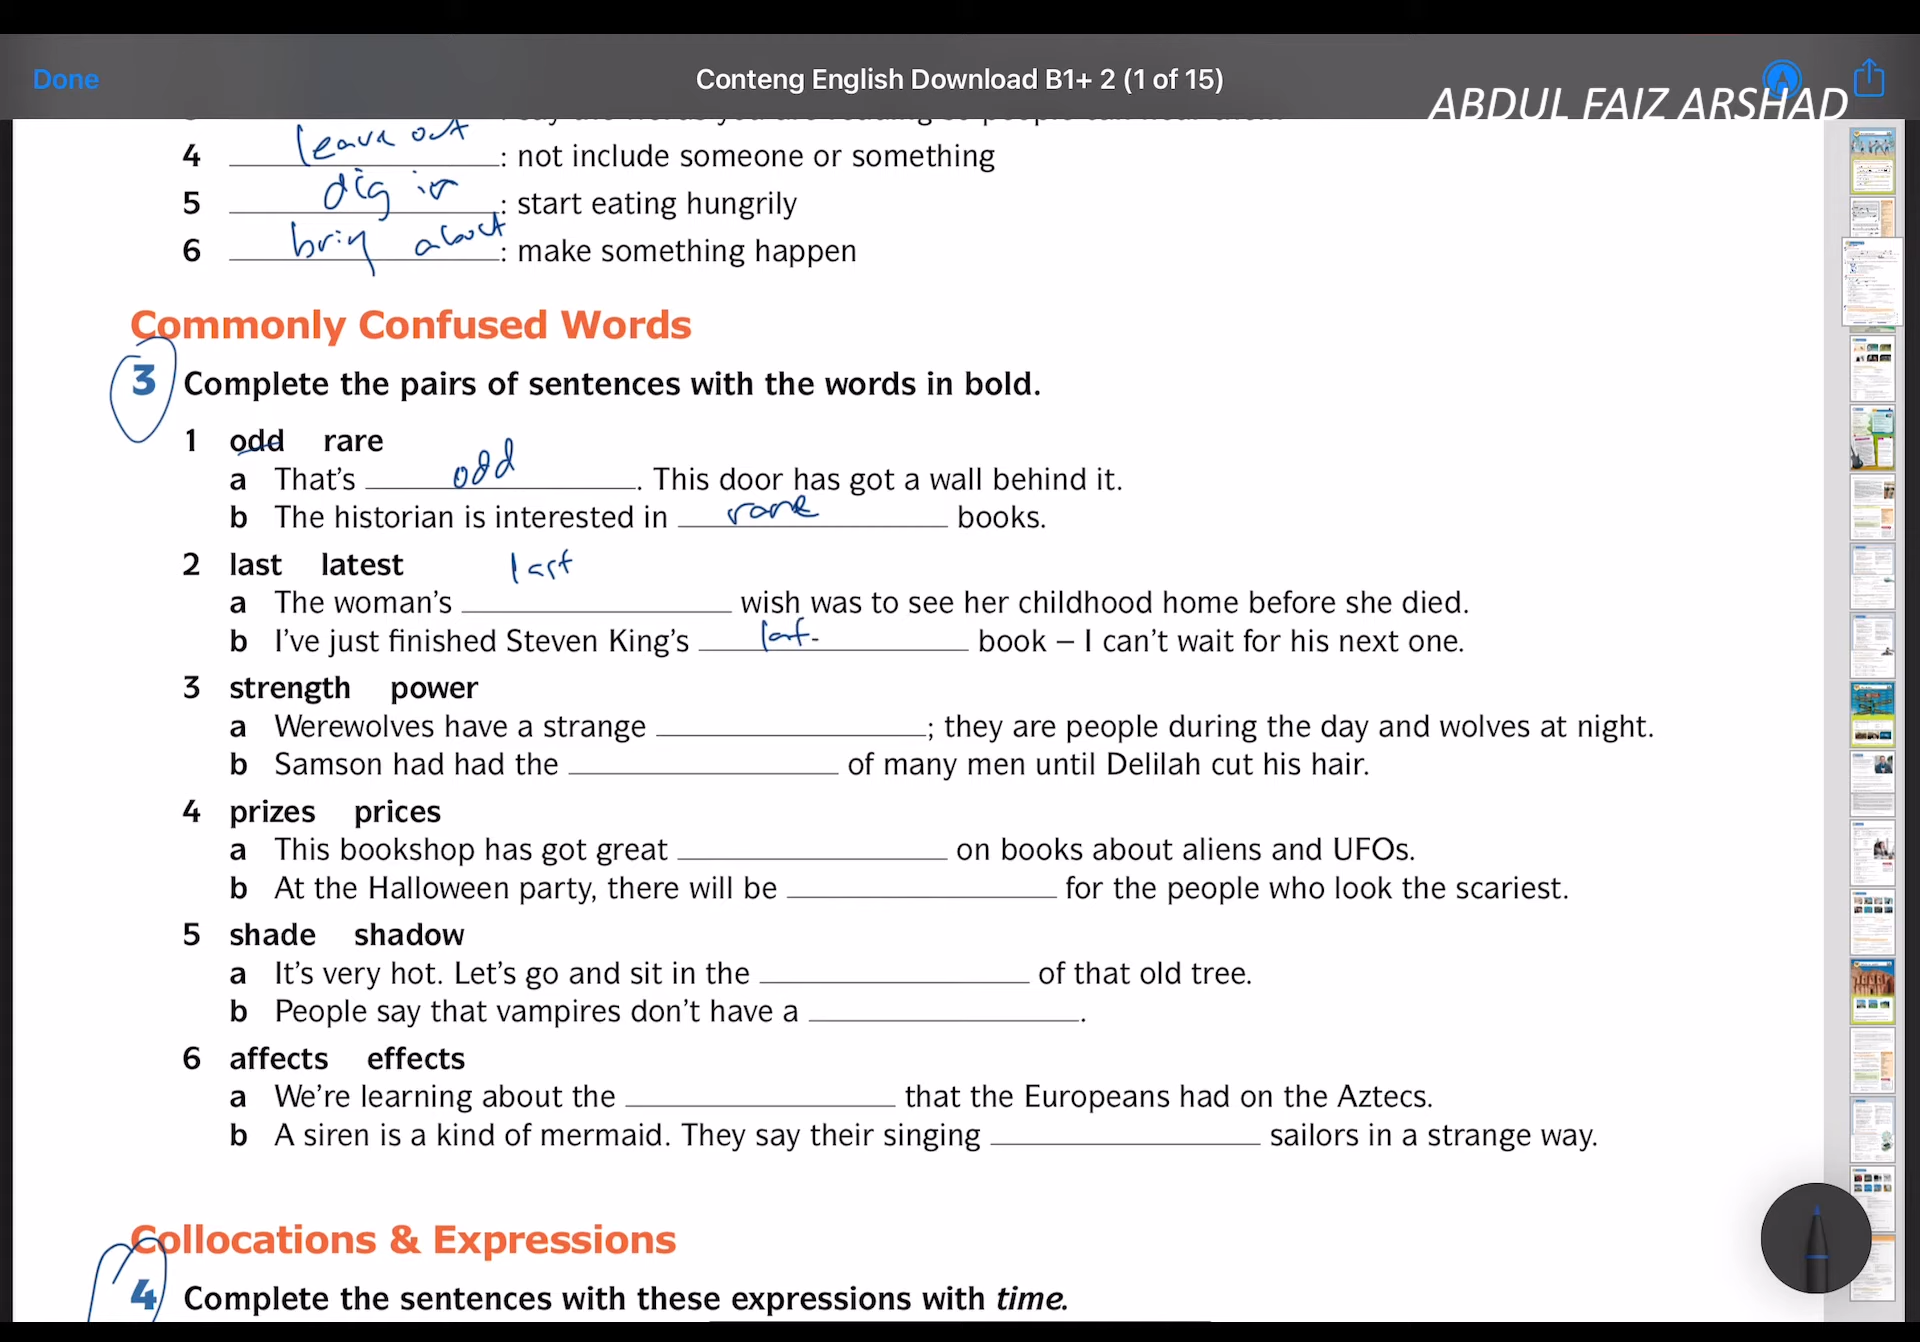 Done
Conteng English Download B1+ 2 (1 of 15)
ABDUL FAIZ ARSHAD
4 leave out : not include someone or something
5 dig in : start eating hungrily
6 bring about : make something happen
Commonly Confused Words
3 Complete the pairs of sentences with the words in bold.
1 odd rare
a That's odd. This door has got a wall behind it.
b The historian is interested in rare books.
2 last latest last
a The woman's ____ wish was to see her childhood home before she died.
b I've just finished Steven King's ____ book – I can't wait for his next one.
3 strength power
a Werewolves have a strange ____; they are people during the day and wolves at night.
b Samson had had the ____ of many men until Delilah cut his hair.
4 prizes prices
a This bookshop has got great ____ on books about aliens and UFOs.
b At the Halloween party, there will be ____ for the people who look the scariest.
5 shade shadow
a It's very hot. Let's go and sit in the ____ of that old tree.
b People say that vampires don't have a ____.
6 affects effects
a We're learning about the ____ that the Europeans had on the Aztecs.
b A siren is a kind of mermaid. They say their singing ____ sailors in a strange way.
Collocations & Expressions
4 Complete the sentences with these expressions with time.